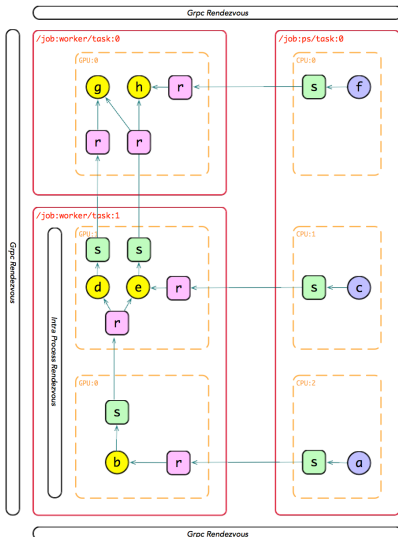 Grpc Rendezvous
/job:worker/task:0
/job:ps/task:0
GPU:0
CPU:0
g
h
r
s
f
r
r
Grpc Rendezvous
/job:worker/task:1
GPU:1
CPU:1
s
s
d
e
r
s
c
r
Intra Process Rendezvous
GPU:0
CPU:2
s
b
r
s
a
Grpc Rendezvous